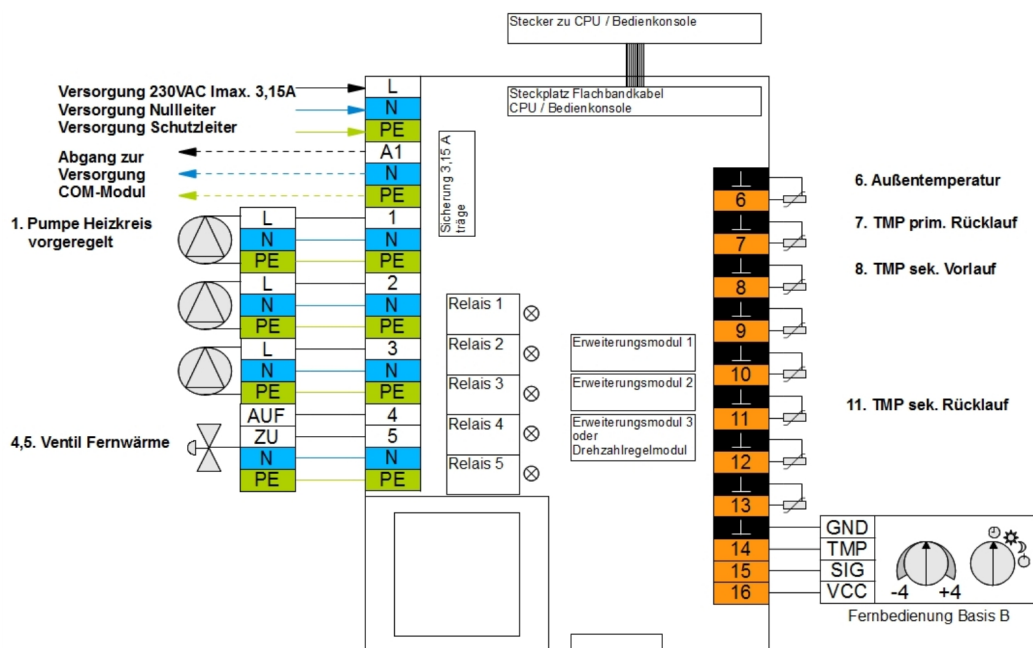 Stecker zu CPU / Bedienkonsole
Steckplatz Flachbandkabel
CPU / Bedienkonsole
Versorgung 230VAC Imax. 3,15A
Versorgung Nullleiter
Versorgung Schutzleiter
L
N
PE
Abgang zur
Versorgung
COM-Modul
A1
N
PE
Sicherung 3,15 A
träge
1. Pumpe Heizkreis
vorgeregelt
L
N
PE
1
N
PE
L
N
PE
2
N
PE
L
N
PE
3
N
PE
4,5. Ventil Fernwärme
AUF
ZU
N
PE
4
5
N
PE
Relais 1
Relais 2
Relais 3
Relais 4
Relais 5
Erweiterungsmodul 1
Erweiterungsmodul 2
Erweiterungsmodul 3
oder
Drehzahlregelmodul
6
7
8
9
10
11
12
13
14
15
16
6. Außentemperatur
7. TMP prim. Rücklauf
8. TMP sek. Vorlauf
11. TMP sek. Rücklauf
GND
TMP
SIG
VCC
-4 +4
Fernbedienung Basis B